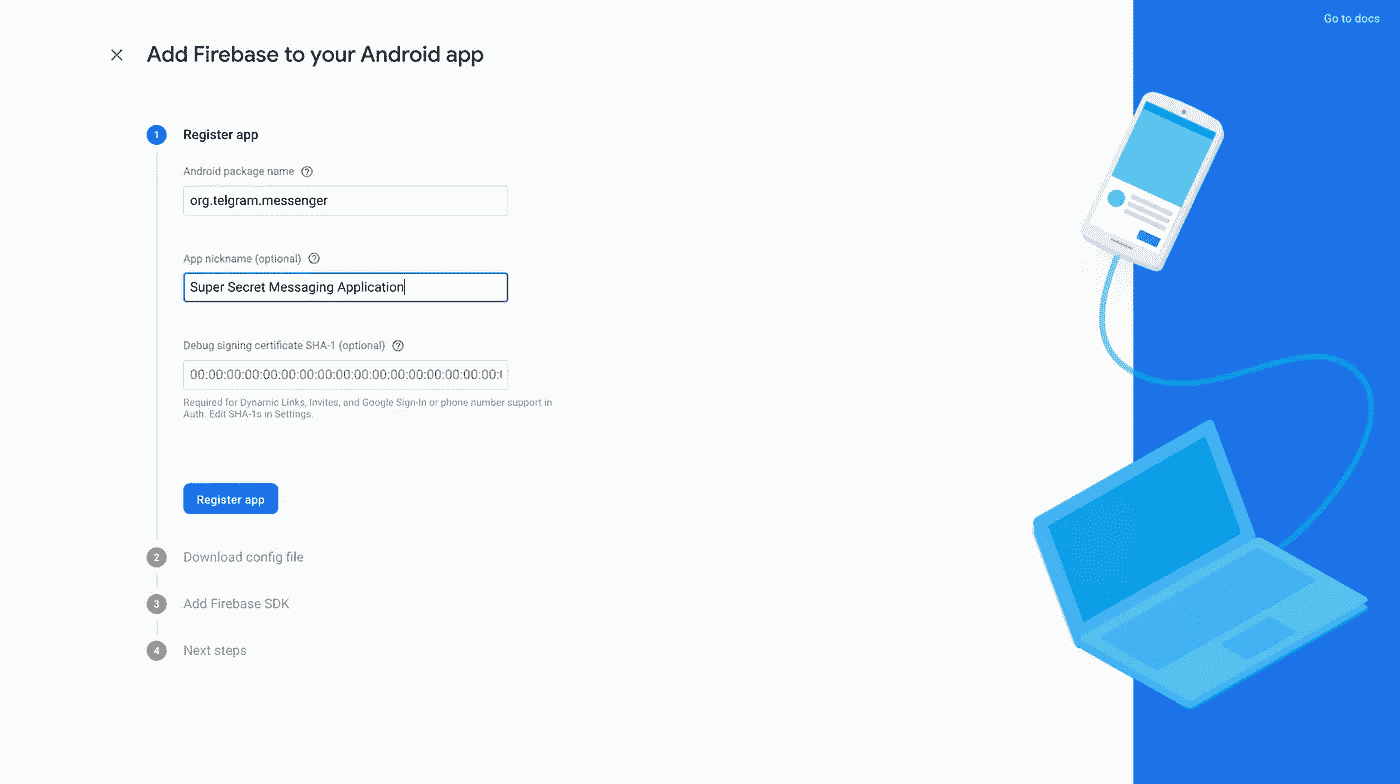 Go to docs
Add Firebase to your Android app
1 Register app
Android package name
org.telgram.messenger
App nickname (optional)
Super Secret Messaging Application
Debug signing certificate SHA-1 (optional)
00:00:00:00:00:00:00:00:00:00:00:00:00:00:00:00:00:
Required for Dynamic Links, Invites, and Google Sign-In or phone number support in
Auth. Edit SHA-1s in Settings.
Register app
2 Download config file
3 Add Firebase SDK
4 Next steps